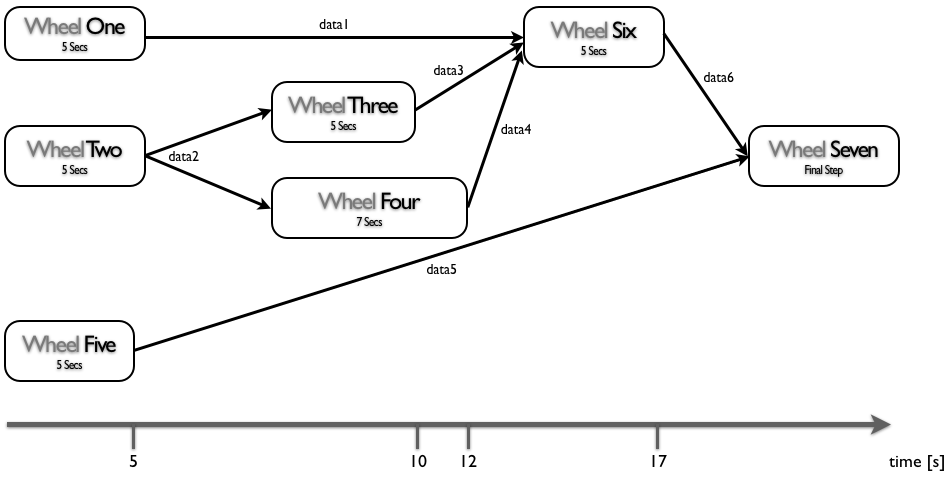 Wheel One
5 Secs
data1
Wheel Six
5 Secs
data3
data6
Wheel Three
5 Secs
data4
Wheel Two
5 Secs
data2
Wheel Seven
Final Step
Wheel Four
7 Secs
data5
Wheel Five
5 Secs
5
10
12
17
time [s]